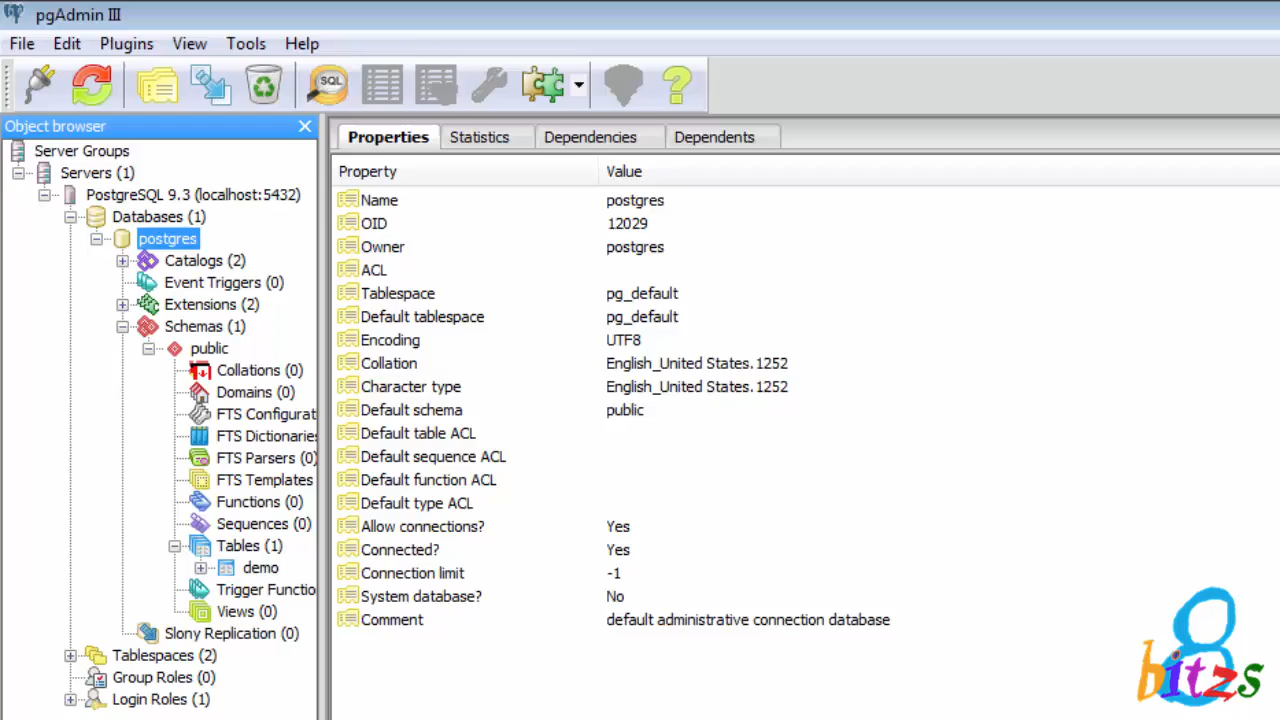 pgAdmin III
File Edit Plugins View Tools Help
SQL
Object browser
Server Groups
Servers (1)
PostgreSQL 9.3 (localhost:5432)
Databases (1)
postgres
Catalogs (2)
Event Triggers (0)
Extensions (2)
Schemas (1)
public
Collations (0)
Domains (0)
FTS Configurat
FTS Dictionaries
FTS Parsers (0)
FTS Templates
Functions (0)
Sequences (0)
Tables (1)
demo
Trigger Functio
Views (0)
Slony Replication (0)
Tablespaces (2)
Group Roles (0)
Login Roles (1)
Properties Statistics Dependencies Dependents
Property Value
Name postgres
OID 12029
Owner postgres
ACL
Tablespace pg_default
Default tablespace pg_default
Encoding UTF8
Collation English_United States.1252
Character type English_United States.1252
Default schema public
Default table ACL
Default sequence ACL
Default function ACL
Default type ACL
Allow connections? Yes
Connected? Yes
Connection limit -1
System database? No
Comment default administrative connection database
8
bitzs